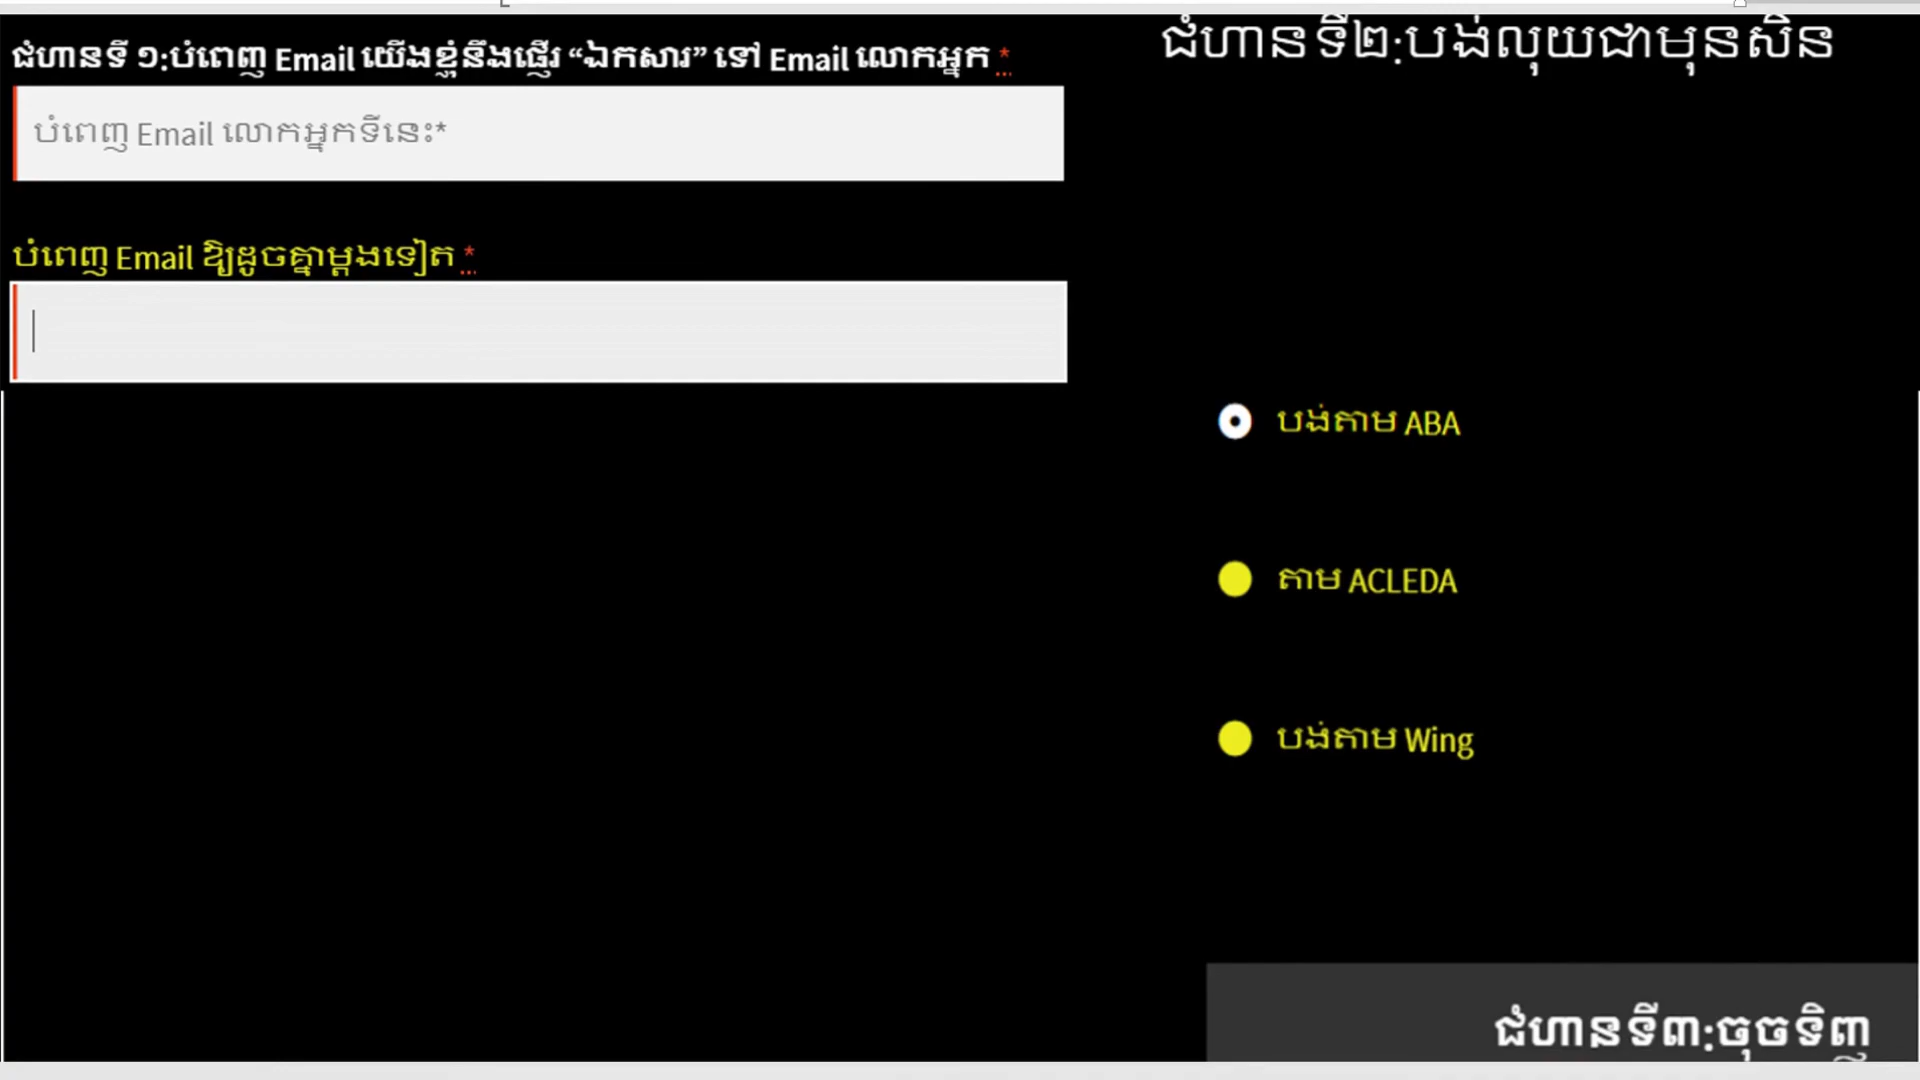 ជំហានទី ១:បំពេញ Email យើងខ្ញុំនឹងផ្ញើរ “ឯកសារ” ទៅ Email លោកអ្នក *
បំពេញ Email លោកអ្នកទីនេះ*
បំពេញ Email ឱ្យដូចគ្នាម្តងទៀត *
ជំហានទី២:បង់លុយជាមុនសិន
បង់តាម ABA
តាម ACLEDA
បង់តាម Wing
ជំហានទី៣:ចុចទិញ